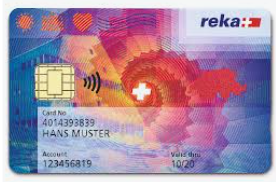 reka:
Card No
4014393839
HANS MUSTER
Account
123456819
Valid thru
10/20